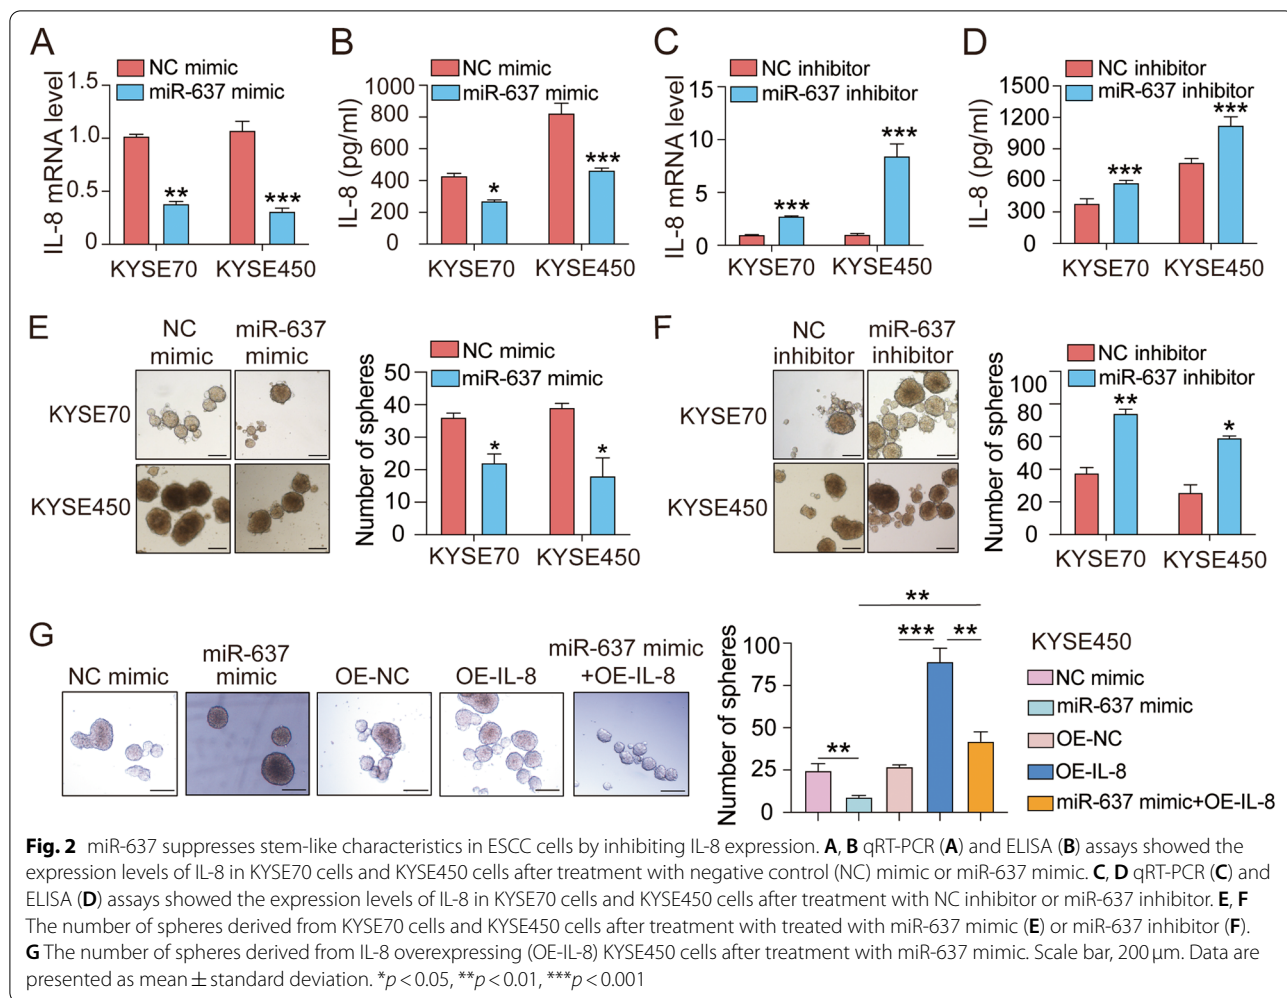 A
NC mimic
miR-637 mimic
IL-8 mRNA level
1.5
1.0
0.5
0
**
***
KYSE70 KYSE450
B
NC mimic
miR-637 mimic
IL-8 (pg/ml)
1000
800
600
400
200
0
*
***
KYSE70 KYSE450
C
NC inhibitor
miR-637 inhibitor
IL-8 mRNA level
15
10
5
0
***
***
KYSE70 KYSE450
D
NC inhibitor
miR-637 inhibitor
IL-8 (pg/ml)
1500
1200
900
600
300
0
***
***
KYSE70 KYSE450
E
NC
mimic
miR-637
mimic
KYSE70
KYSE450
NC mimic
miR-637 mimic
Number of spheres
50
40
30
20
10
0
*
*
KYSE70 KYSE450
F
NC
inhibitor
miR-637
inhibitor
KYSE70
KYSE450
NC inhibitor
miR-637 inhibitor
Number of spheres
100
80
60
40
20
0
**
*
KYSE70 KYSE450
G
NC mimic
miR-637
mimic
OE-NC
OE-IL-8
miR-637 mimic
+OE-IL-8
Number of spheres
100
75
50
25
0
**
**
***
**
KYSE450
NC mimic
miR-637 mimic
OE-NC
OE-IL-8
miR-637 mimic+OE-IL-8
Fig. 2 miR-637 suppresses stem-like characteristics in ESCC cells by inhibiting IL-8 expression. A, B qRT-PCR (A) and ELISA (B) assays showed the
expression levels of IL-8 in KYSE70 cells and KYSE450 cells after treatment with negative control (NC) mimic or miR-637 mimic. C, D qRT-PCR (C) and
ELISA (D) assays showed the expression levels of IL-8 in KYSE70 cells and KYSE450 cells after treatment with NC inhibitor or miR-637 inhibitor. E, F
The number of spheres derived from KYSE70 cells and KYSE450 cells after treatment with treated with miR-637 mimic (E) or miR-637 inhibitor (F).
G The number of spheres derived from IL-8 overexpressing (OE-IL-8) KYSE450 cells after treatment with miR-637 mimic. Scale bar, 200 μm. Data are
presented as mean ± standard deviation. *p < 0.05, **p < 0.01, ***p < 0.001